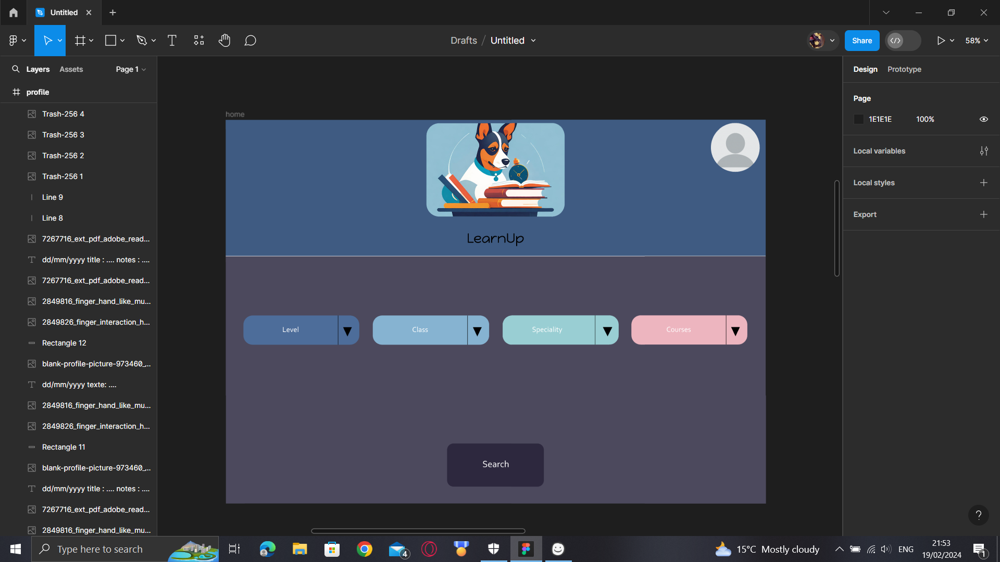 Untitled
Drafts / Untitled
Share
58%
Layers Assets Page 1
profile
Trash-256 4
Trash-256 3
Trash-256 2
Trash-256 1
Line 9
Line 8
7267716_ext_pdf_adobe_read...
dd/mm/yyyy title : .... notes : ....
7267716_ext_pdf_adobe_read...
2849816_finger_hand_like_mu...
2849826_finger_interaction_h...
Rectangle 12
blank-profile-picture-973460_...
dd/mm/yyyy texte: ....
2849816_finger_hand_like_mu...
2849826_finger_interaction_h...
Rectangle 11
blank-profile-picture-973460_...
dd/mm/yyyy title : .... notes : ....
7267716_ext_pdf_adobe_read...
2849816_finger_hand_like_mu...
home
LearnUp
Level
Class
Speciality
Courses
Search
Design Prototype
Page
1E1E1E 100%
Local variables
Local styles
Export
?
Type here to search
4
15°C Mostly cloudy
ENG
21:53
19/02/2024
1